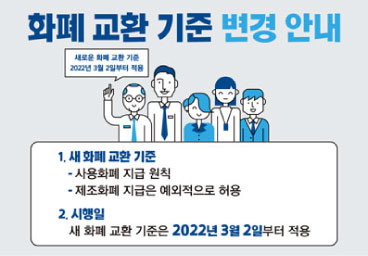 화폐 교환 기준 변경 안내
새로운 화폐 교환 기준
2022년 3월 2일부터 적용
1. 새 화폐 교환 기준
- 사용화폐 지급 원칙
- 제조화폐 지급은 예외적으로 허용
2. 시행일
새 화폐 교환 기준은 2022년 3월 2일부터 적용